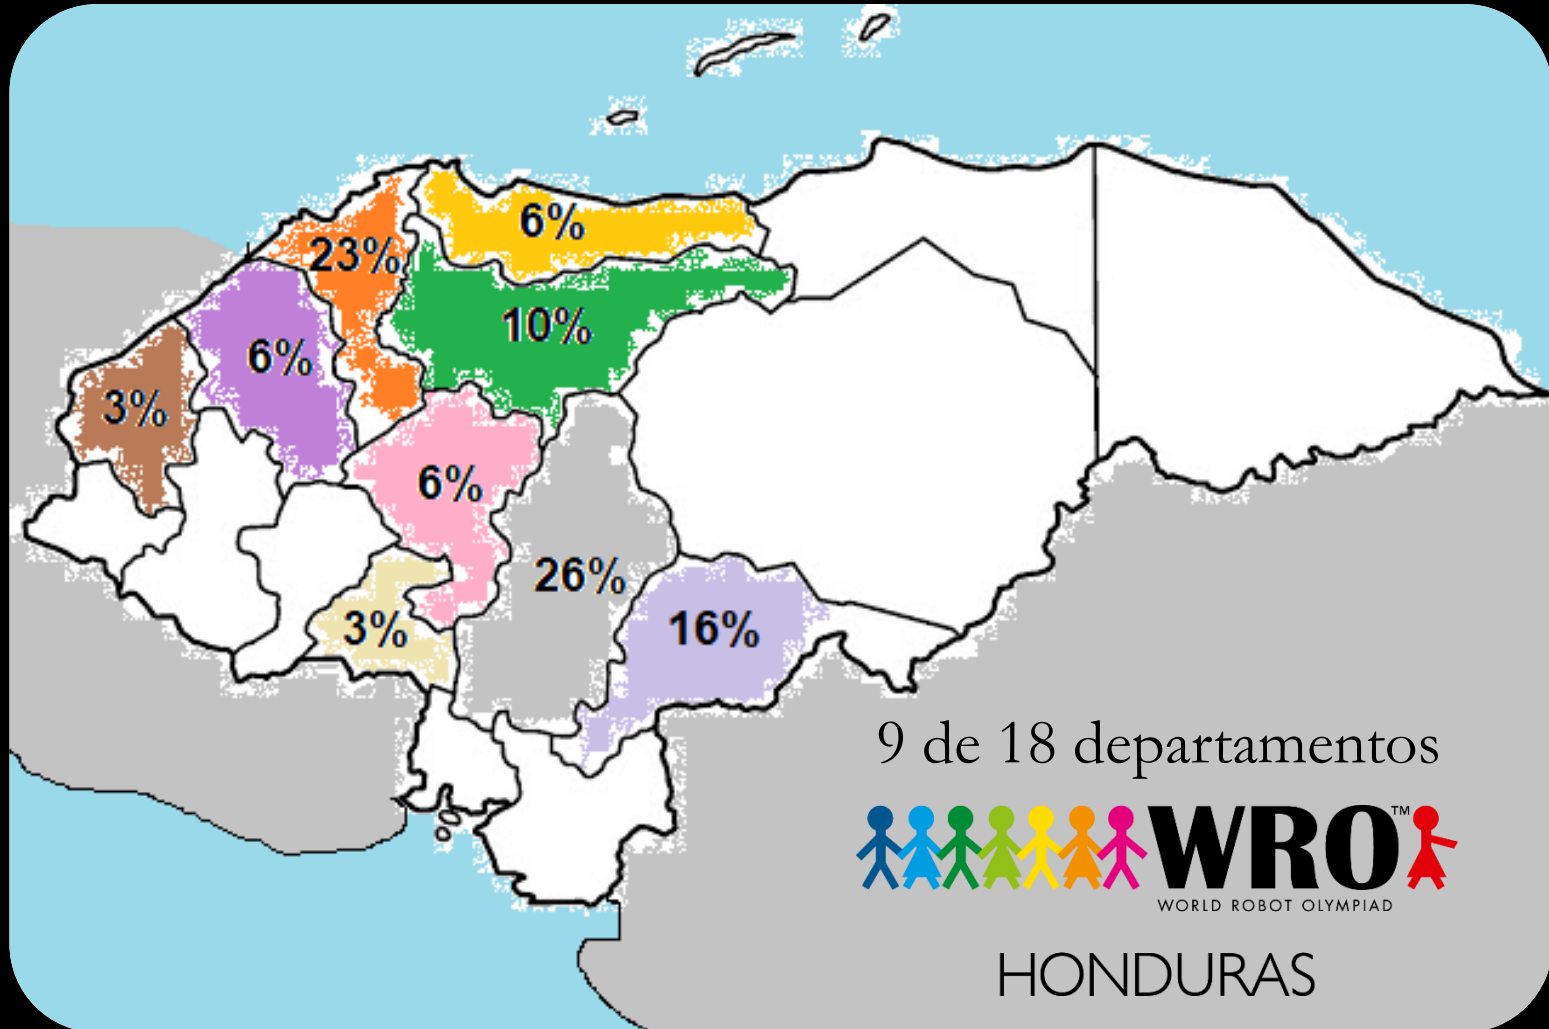 6%
23%
10%
6%
3%
6%
26%
3%
16%
9 de 18 departamentos
WRO™
WORLD ROBOT OLYMPIAD
HONDURAS